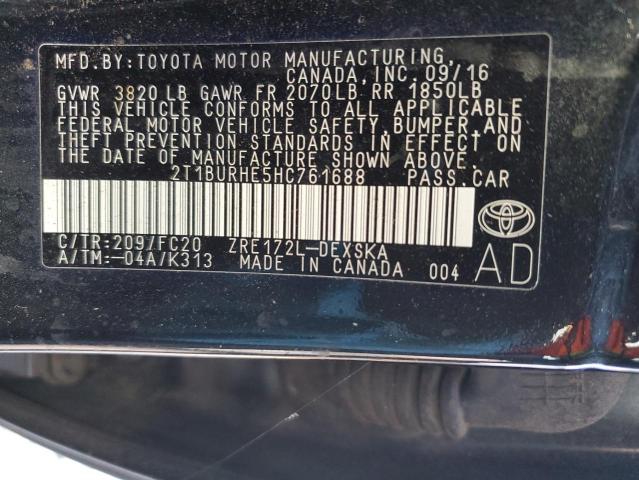 MFD.BY:TOYOTA MOTOR MANUFACTURING,
CANADA, INC. 09/16
GVWR 3820 LB GAWR FR 2070LB RR 1850LB
THIS VEHICLE CONFORMS TO ALL APPLICABLE
FEDERAL MOTOR VEHICLE SAFETY, BUMPER, AND
THEFT PREVENTION STANDARDS IN EFFECT ON
THE DATE OF MANUFACTURE SHOWN ABOVE.
2T1BURHE5HC761688 PASS.CAR
C/TR:209/FC20 ZRE172L-DEXSKA
A/TM:-04A/K313 MADE IN CANADA 004 AD